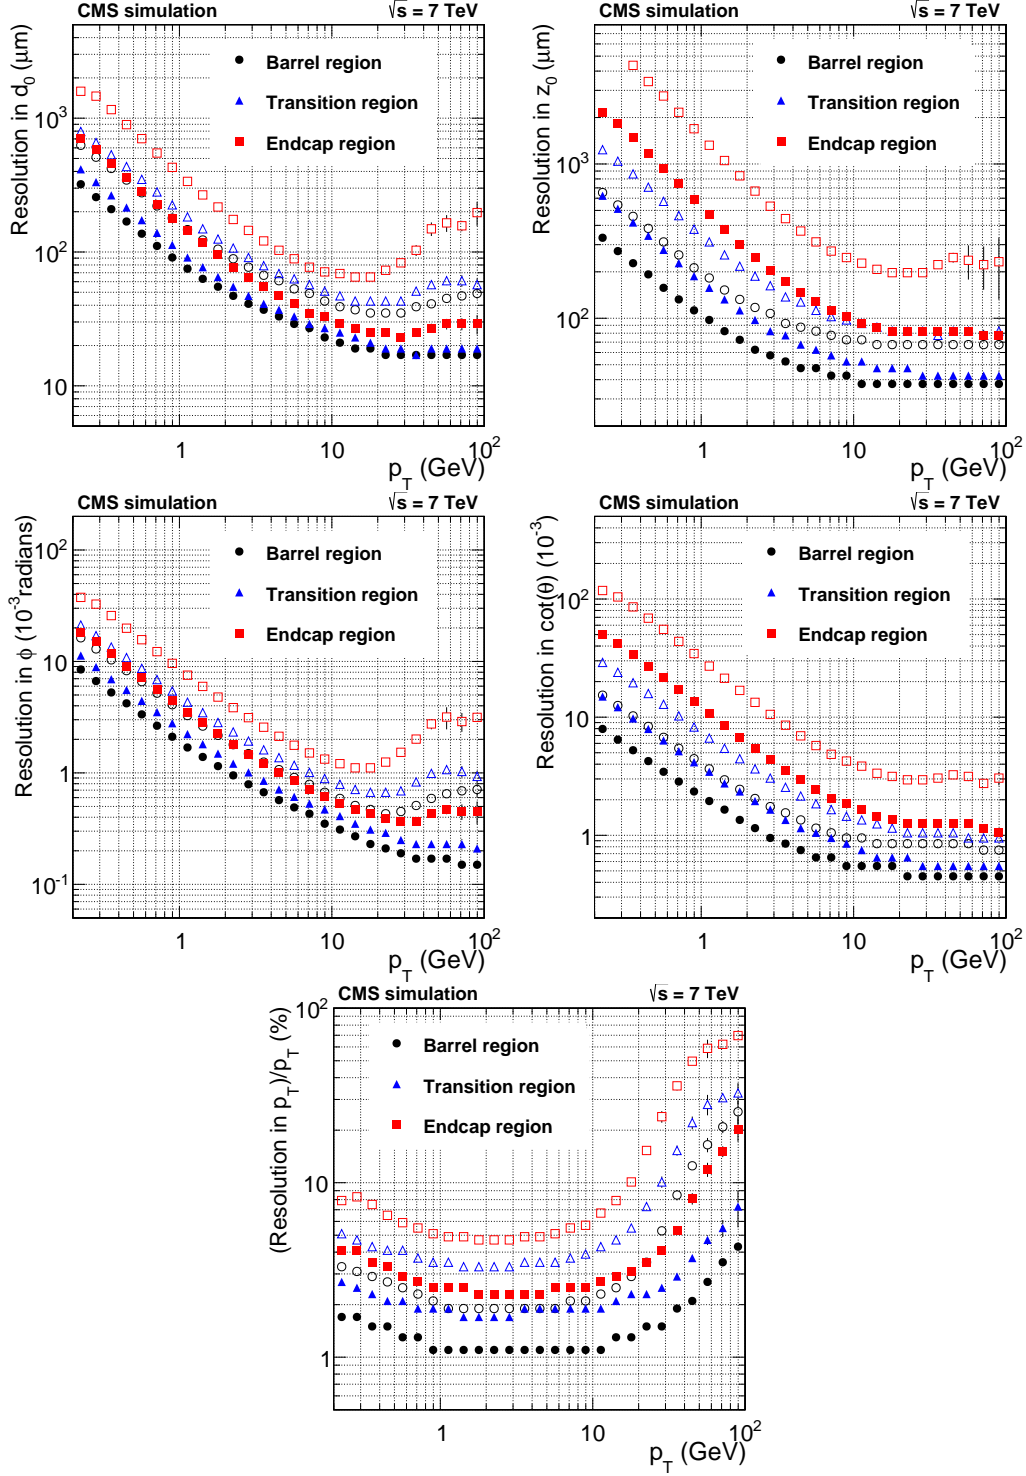 CMS simulation √s = 7 TeV
Resolution in d0 (μm)
Barrel region
Transition region
Endcap region
10³
10²
10
1 10 10²
pT (GeV)
CMS simulation √s = 7 TeV
Resolution in z0 (μm)
Barrel region
Transition region
Endcap region
10³
10²
1 10 10²
pT (GeV)
CMS simulation √s = 7 TeV
Resolution in ϕ (10⁻³radians)
Barrel region
Transition region
Endcap region
10²
10
1
10⁻¹
1 10 10²
pT (GeV)
CMS simulation √s = 7 TeV
Resolution in cot(θ) (10⁻³)
Barrel region
Transition region
Endcap region
10²
10
1
1 10 10²
pT (GeV)
CMS simulation √s = 7 TeV
(Resolution in pT)/pT (%)
Barrel region
Transition region
Endcap region
10²
10
1
1 10 10²
pT (GeV)